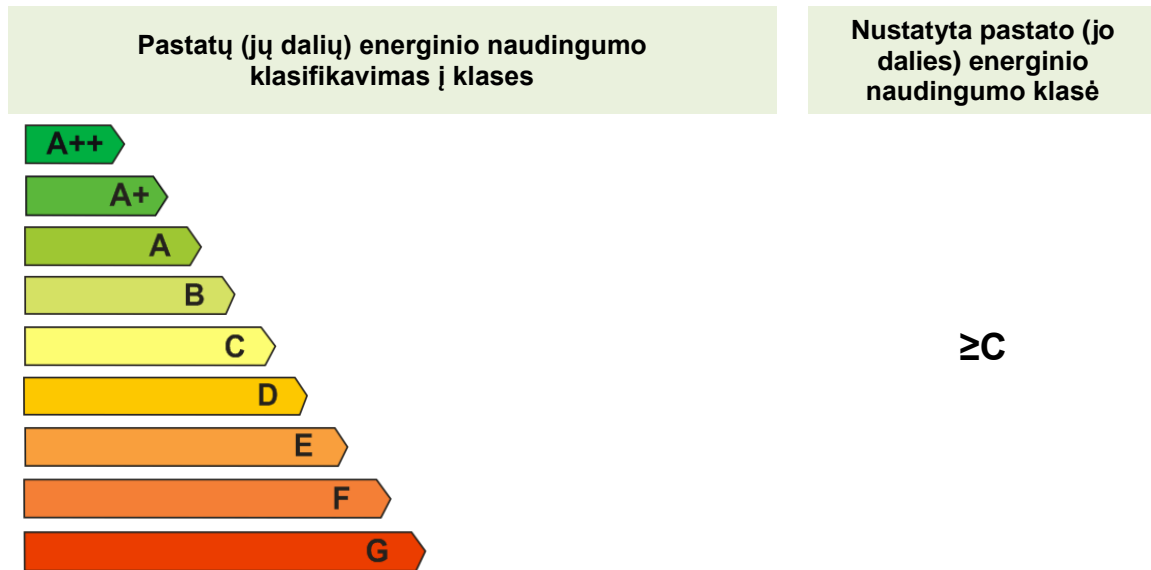 Pastatų (jų dalių) energinio naudingumo
klasifikavimas į klases
Nustatyta pastato (jo
dalies) energinio
naudingumo klasė
A++
A+
A
B
C
≥C
D
E
F
G